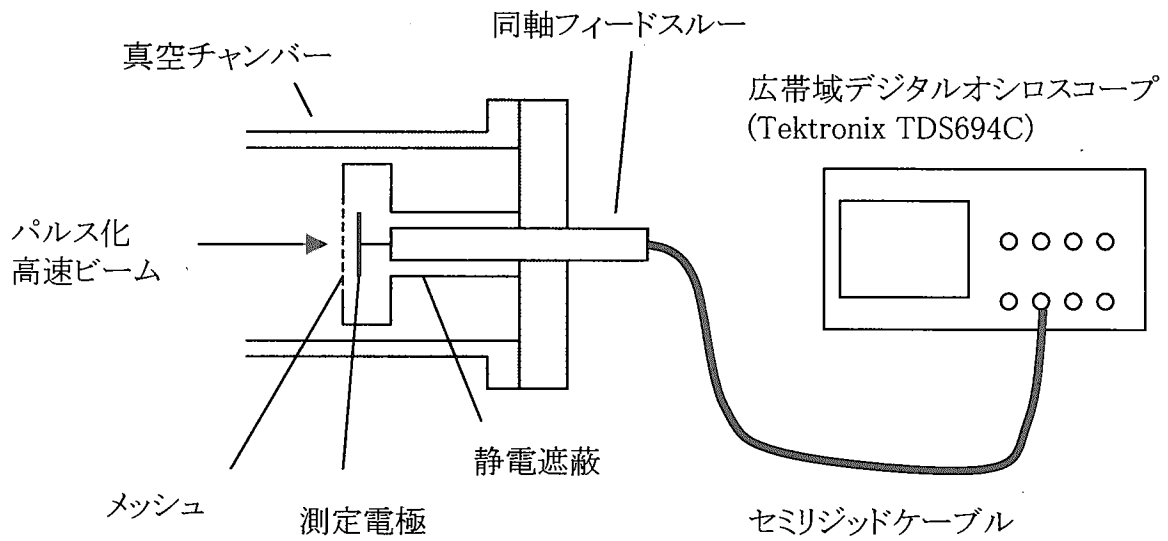 同軸フィードスルー
真空チャンバー
広帯域デジタルオシロスコープ
(Tektronix TDS694C)
パルス化
高速ビーム
静電遮蔽
メッシュ
測定電極
セミリジッドケーブル